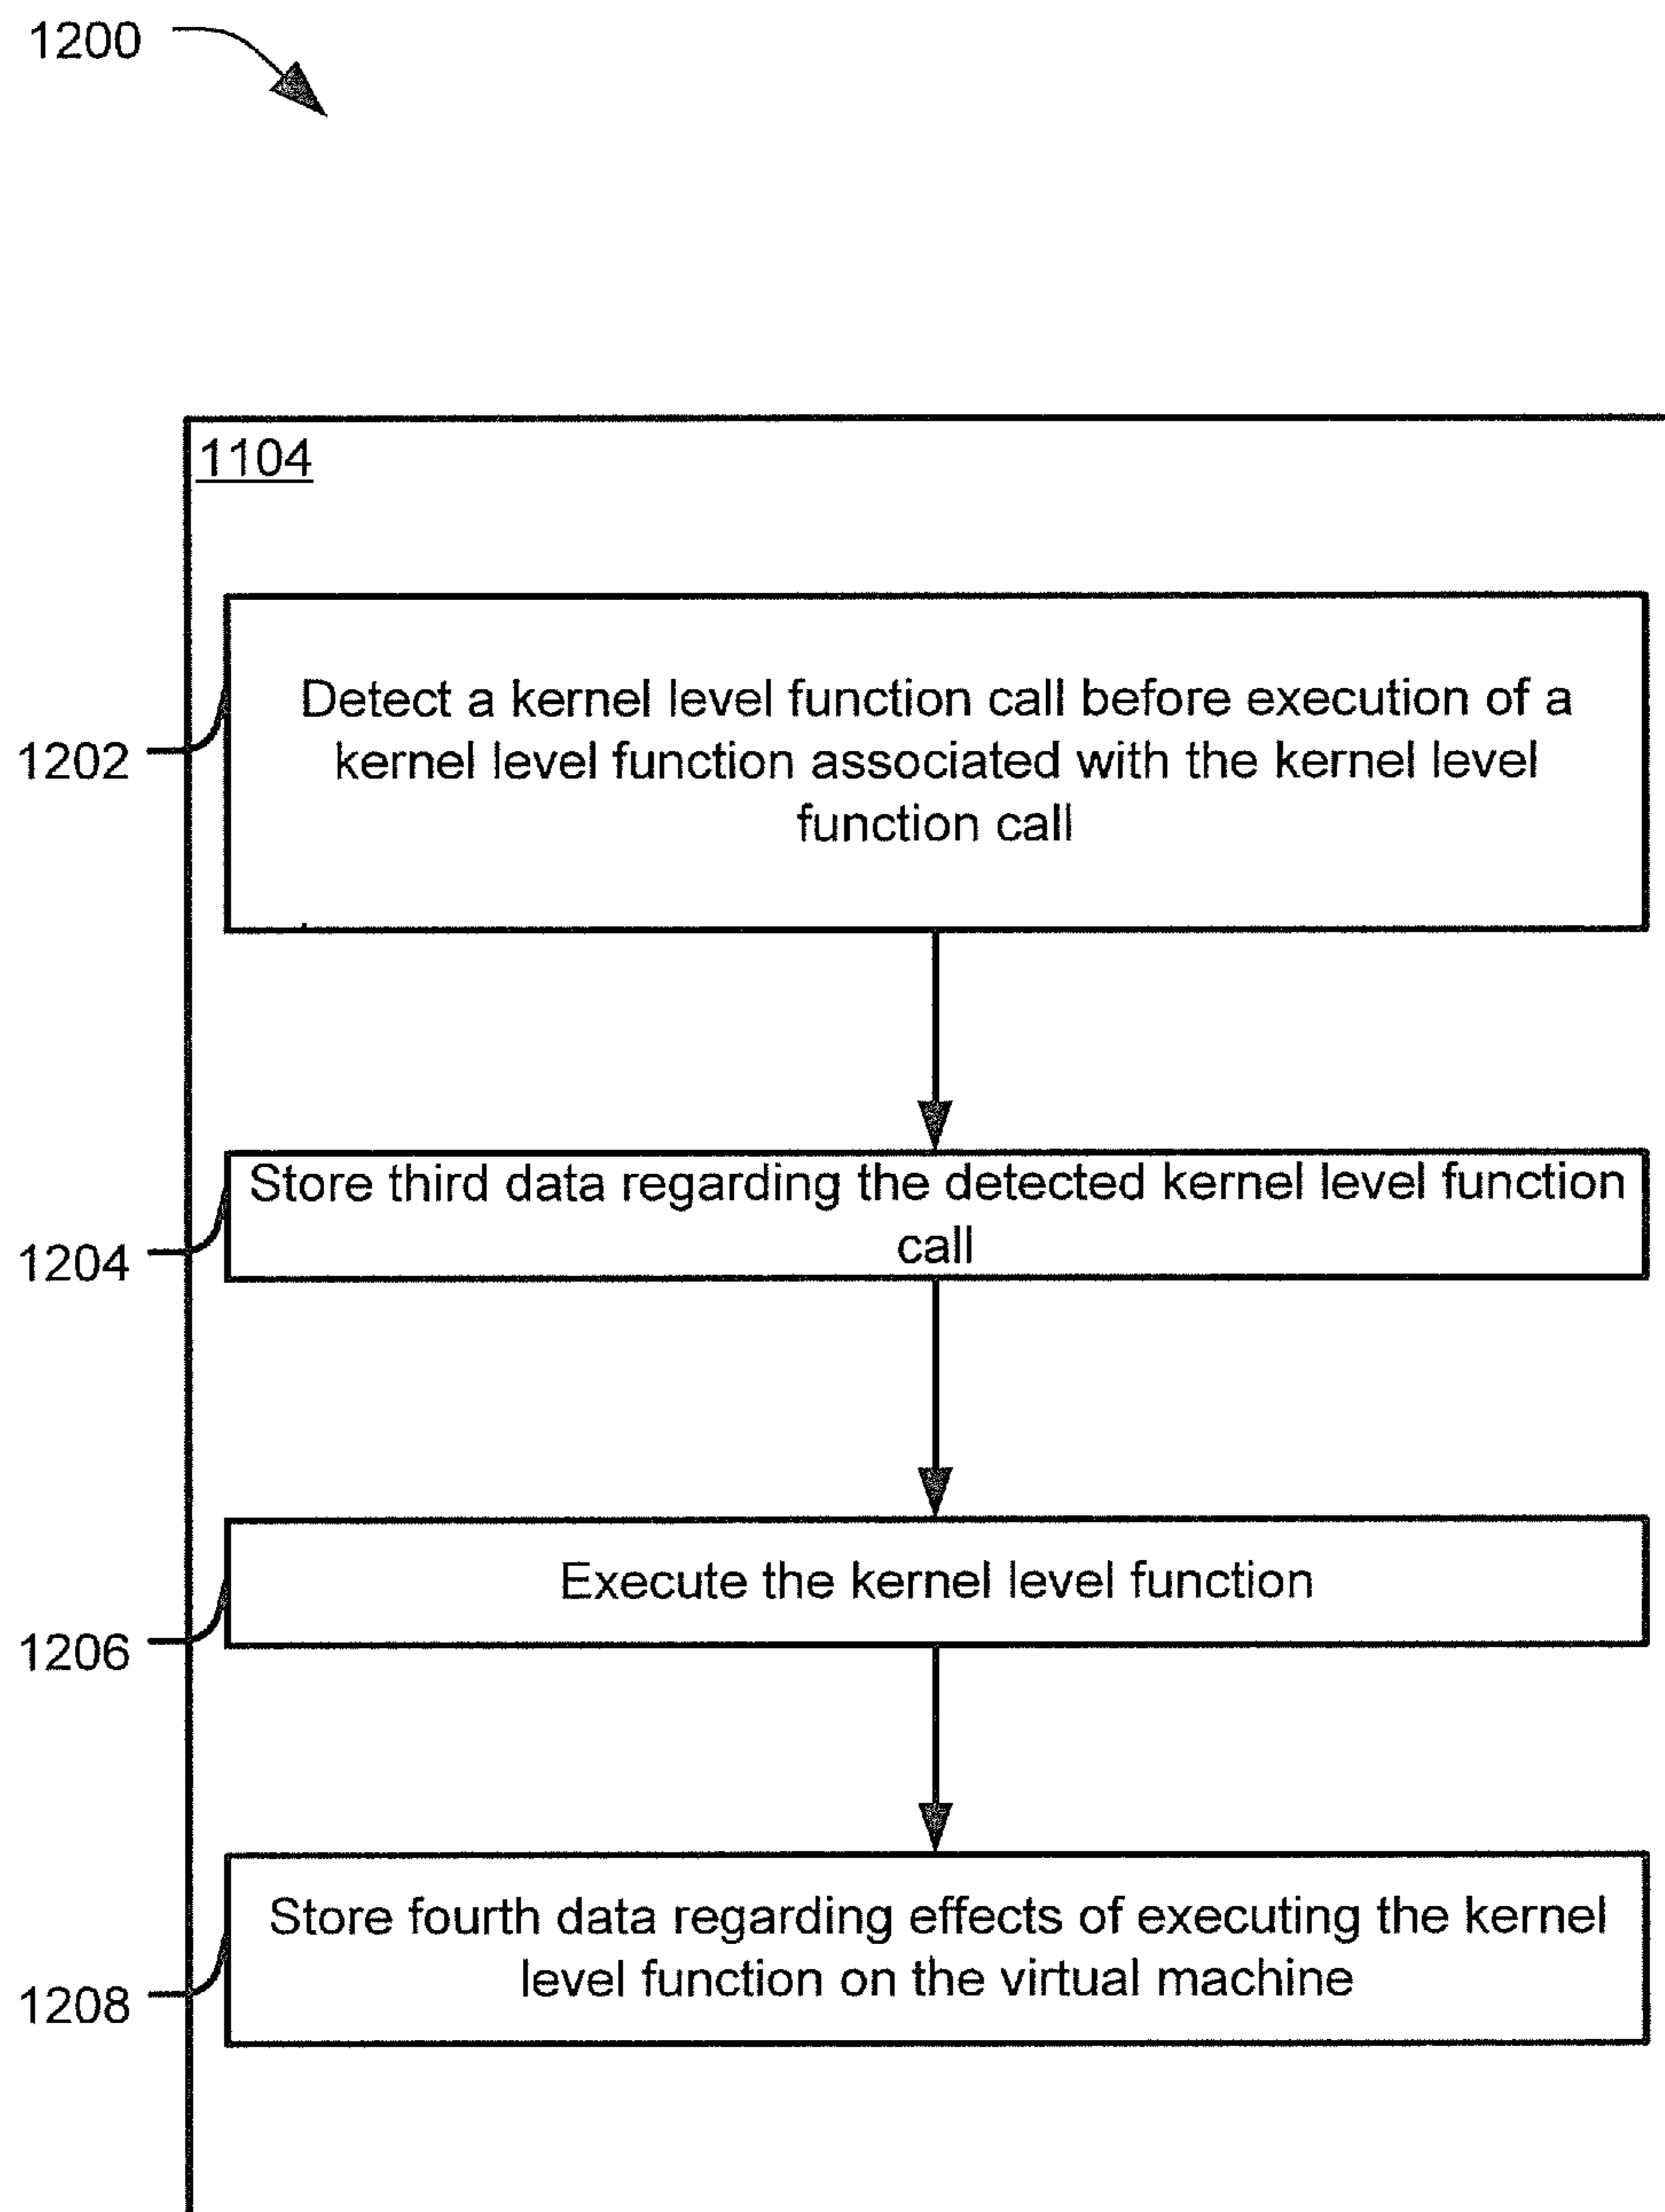 1200
1104
Detect a kernel level function call before execution of a
kernel level function associated with the kernel level
function call
1202
Store third data regarding the detected kernel level function
call
1204
Execute the kernel level function
1206
Store fourth data regarding effects of executing the kernel
level function on the virtual machine
1208